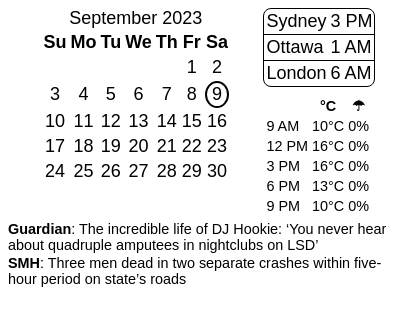 September 2023
Su Mo Tu We Th Fr Sa
1 2
3 4 5 6 7 8 9
10 11 12 13 14 15 16
17 18 19 20 21 22 23
24 25 26 27 28 29 30
Sydney 3 PM
Ottawa 1 AM
London 6 AM
°C ☂
9 AM 10°C 0%
12 PM 16°C 0%
3 PM 16°C 0%
6 PM 13°C 0%
9 PM 10°C 0%
Guardian: The incredible life of DJ Hookie: ‘You never hear
about quadruple amputees in nightclubs on LSD’
SMH: Three men dead in two separate crashes within five-
hour period on state’s roads